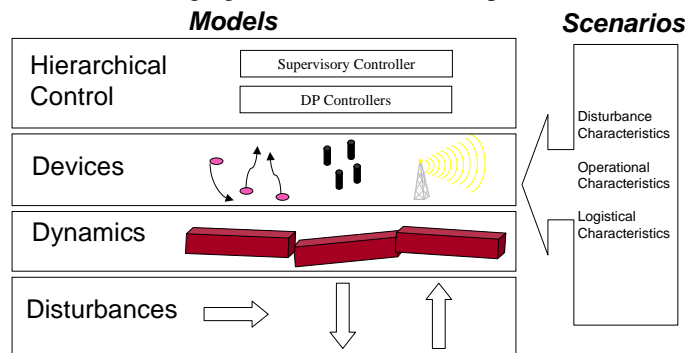 Models
Scenarios
Hierarchical
Control
Supervisory Controller
DP Controllers
Devices
Dynamics
Disturbances
Disturbance
Characteristics
Operational
Characteristics
Logistical
Characteristics